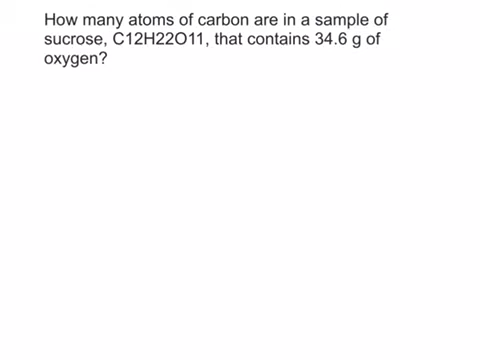 How many atoms of carbon are in a sample of
sucrose, C12H22O11, that contains 34.6 g of
oxygen?